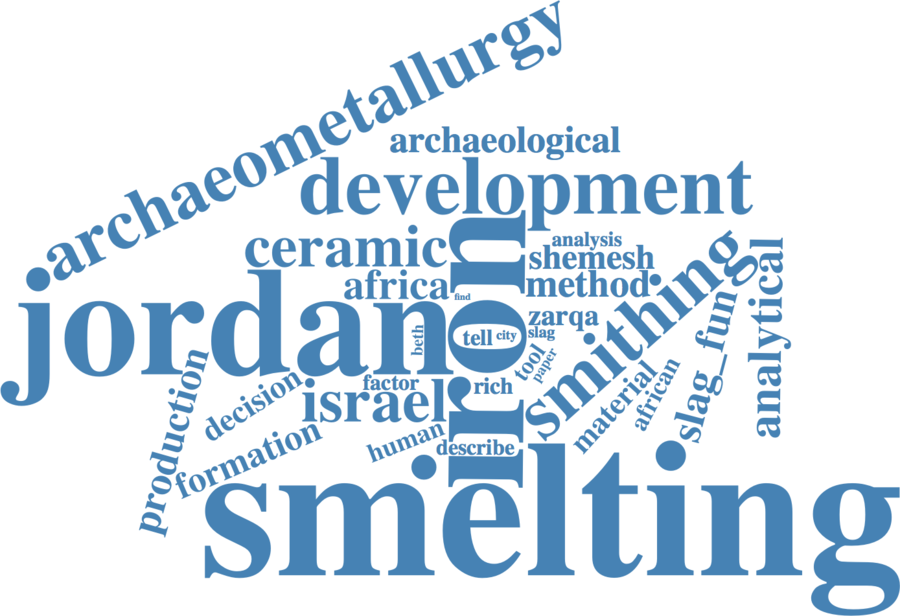 archaeometallurgy
archaeological
development
ceramic
analysis
shemesh
africa
find
method
iron
jordan
beth
tell
city
slag
zarqa
smithing
slag_fun
analytical
tool
paper
production
decision
factor
israel
rich
material
african
formation
human
describe
smelting